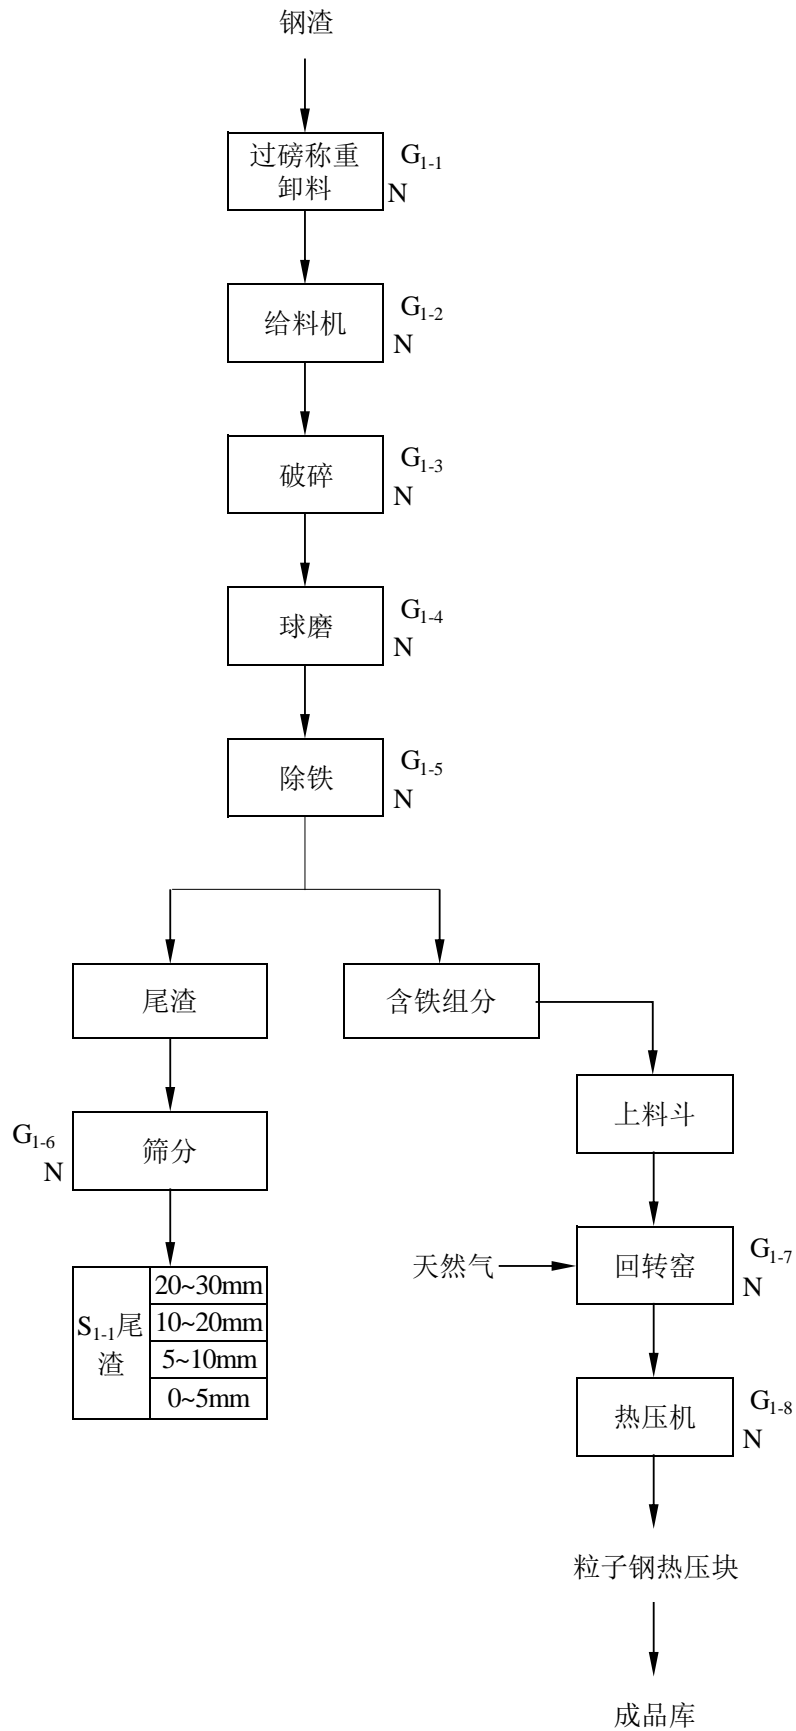 钢渣
过磅称重
卸料
G1-1
N
给料机
G1-2
N
破碎
G1-3
N
球磨
G1-4
N
除铁
G1-5
N
尾渣
含铁组分
上料斗
G1-6
N
筛分
天然气
回转窑
G1-7
N
S1-1尾
渣
20~30mm
10~20mm
5~10mm
0~5mm
热压机
G1-8
N
粒子钢热压块
成品库